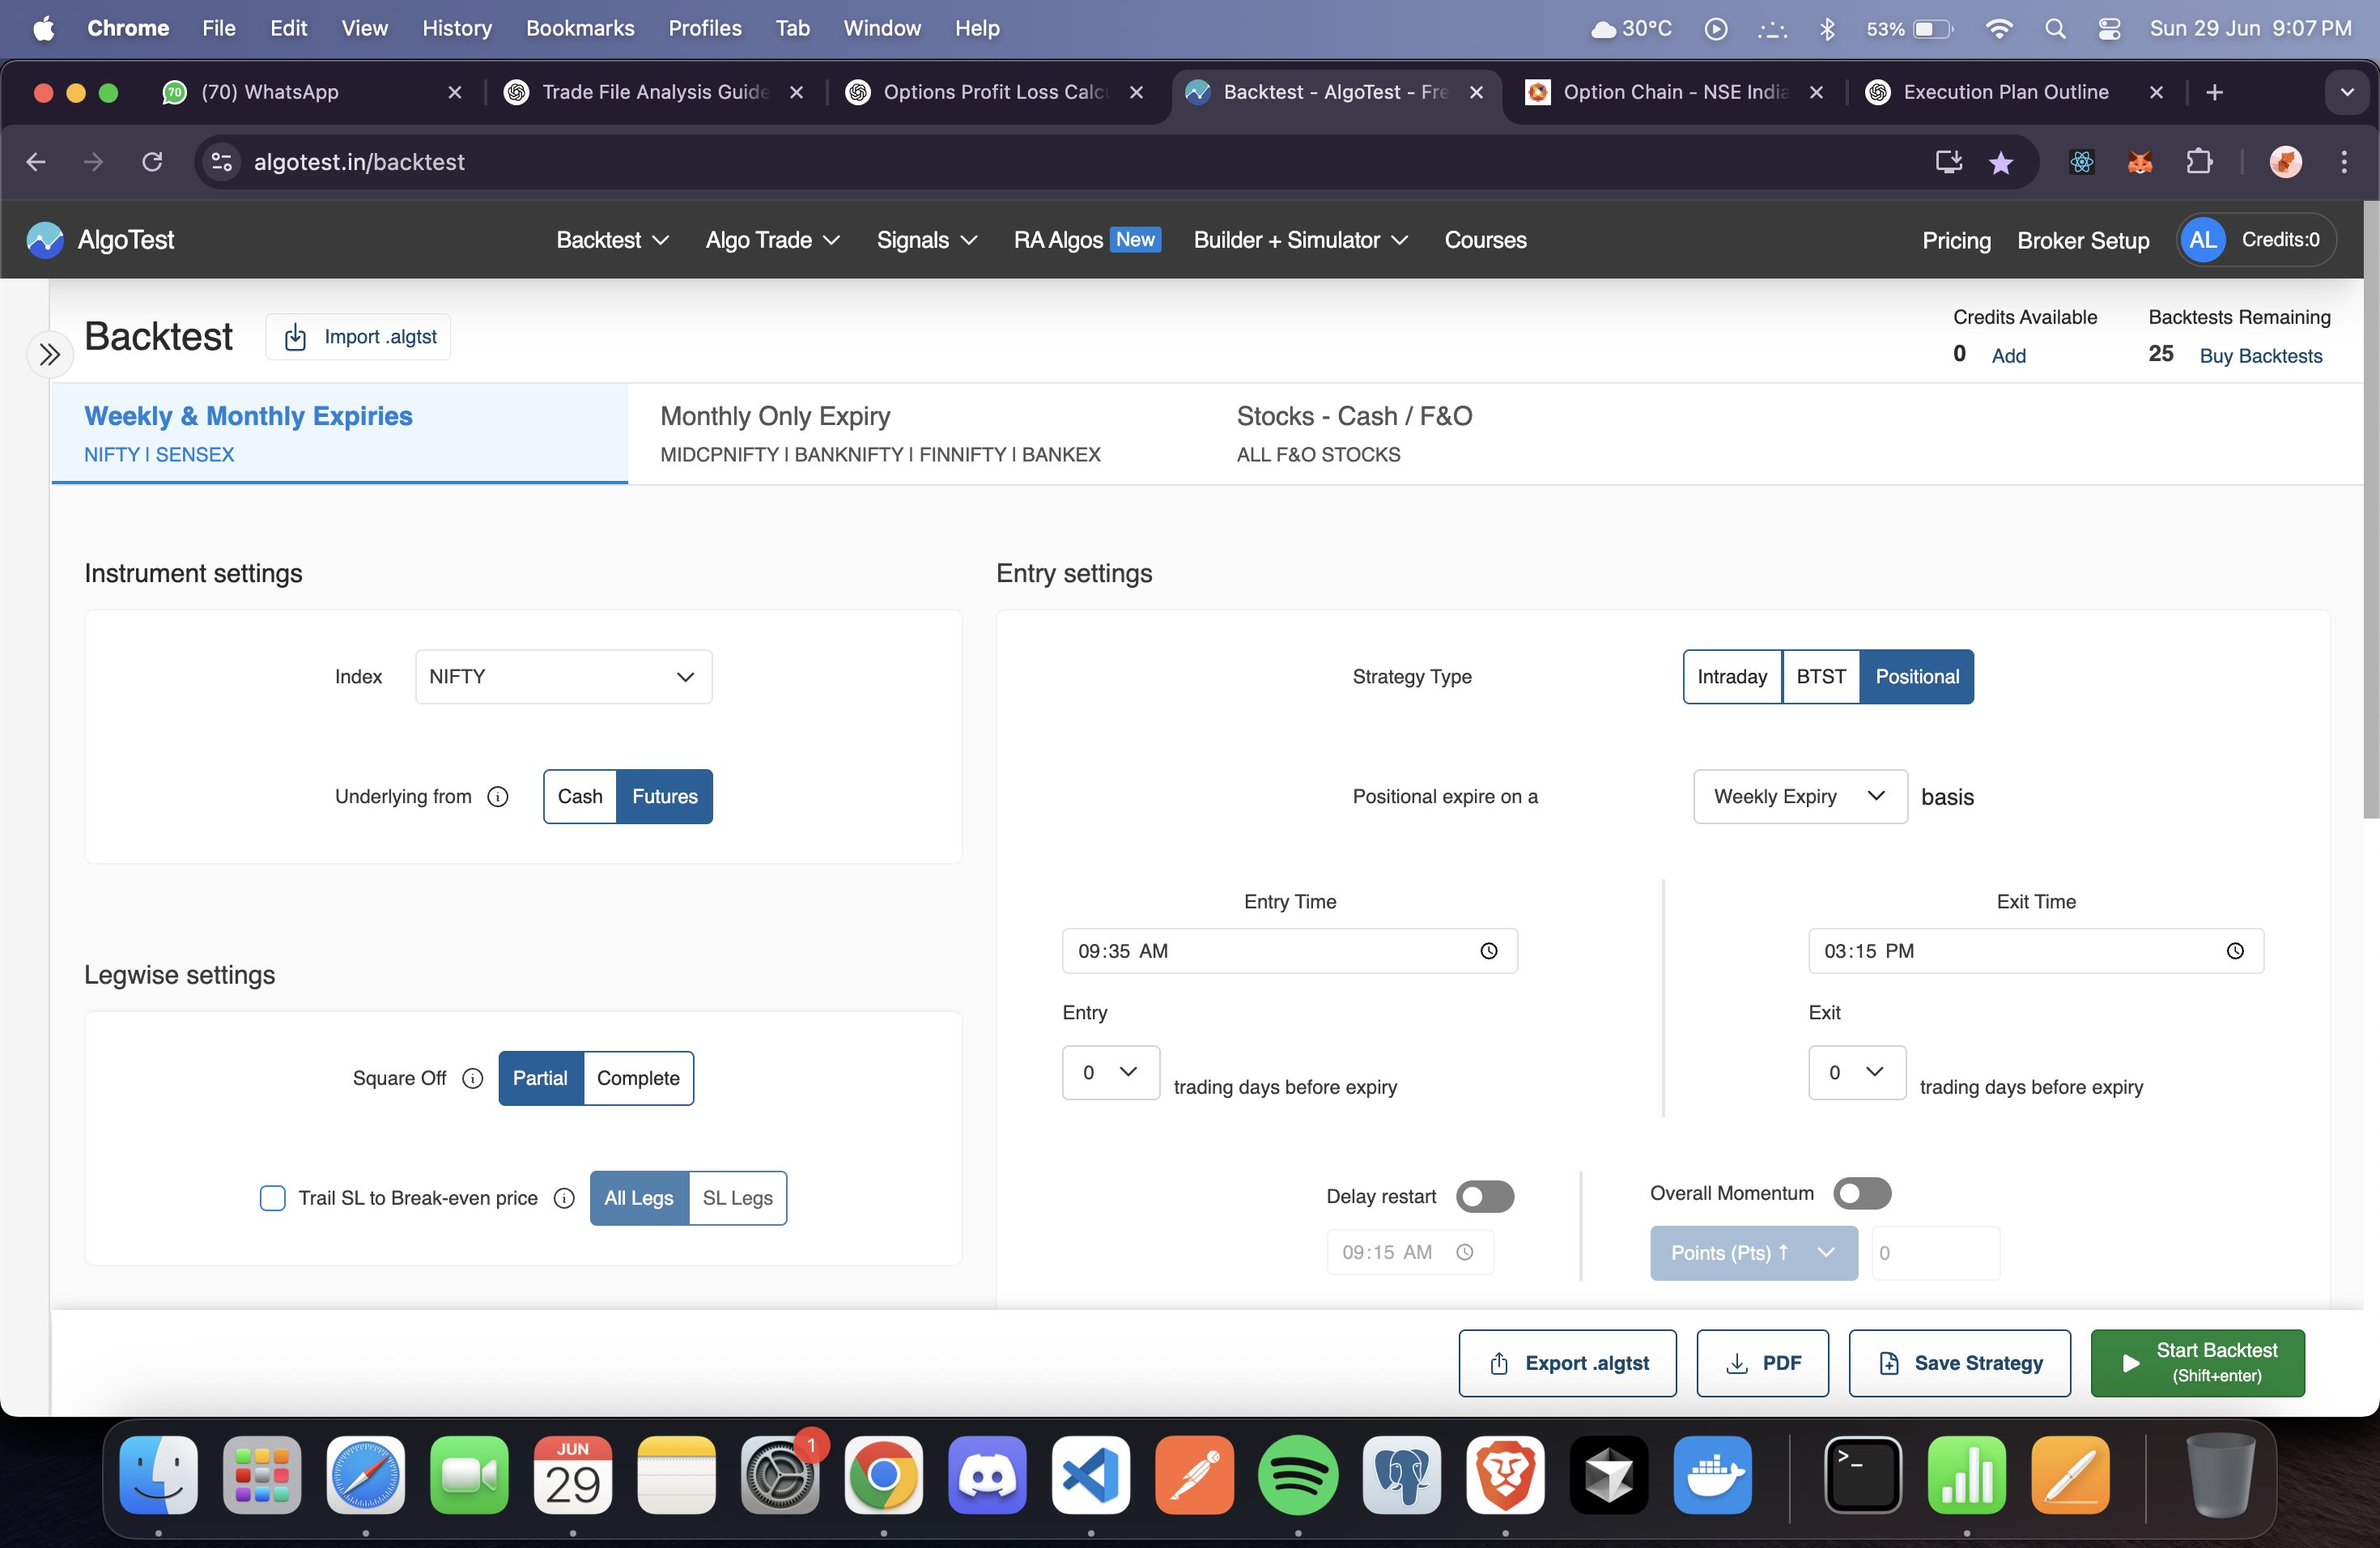 Chrome File Edit View History Bookmarks Profiles Tab Window Help 30°C 53% Sun 29 Jun 9:07 PM
70 (70) WhatsApp Trade File Analysis Guide Options Profit Loss Calcu Backtest - AlgoTest - Fre Option Chain - NSE India Execution Plan Outline
algotest.in/backtest
AlgoTest Backtest Algo Trade Signals RA Algos New Builder + Simulator Courses Pricing Broker Setup AL Credits:0
Backtest Import .algtst
Credits Available Backtests Remaining
0 Add 25 Buy Backtests
Weekly & Monthly Expiries Monthly Only Expiry Stocks - Cash / F&O
NIFTY | SENSEX MIDCPNIFTY | BANKNIFTY | FINNIFTY | BANKEX ALL F&O STOCKS
Instrument settings Entry settings
Index NIFTY Strategy Type Intraday BTST Positional
Underlying from Cash Futures Positional expire on a Weekly Expiry basis
Entry Time Exit Time
09:35 AM 03:15 PM
Legwise settings
Entry Exit
0 trading days before expiry 0 trading days before expiry
Square Off Partial Complete
Trail SL to Break-even price All Legs SL Legs
Delay restart Overall Momentum
09:15 AM Points (Pts) ↑ 0
Export .algtst PDF Save Strategy Start Backtest
(Shift+enter)
JUN
29
1
>_